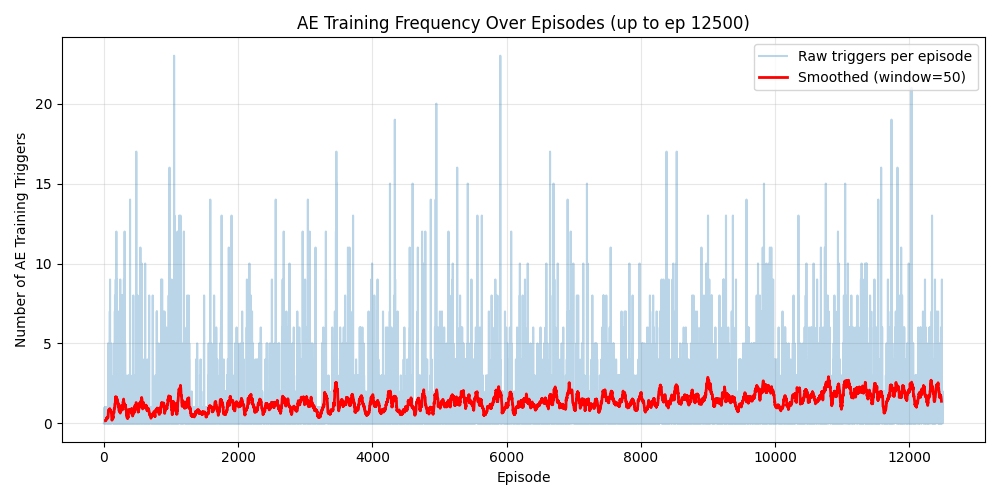 AE Training Frequency Over Episodes (up to ep 12500)
Raw triggers per episode
Smoothed (window=50)
Number of AE Training Triggers
20
15
10
5
0
0 2000 4000 6000 8000 10000 12000
Episode